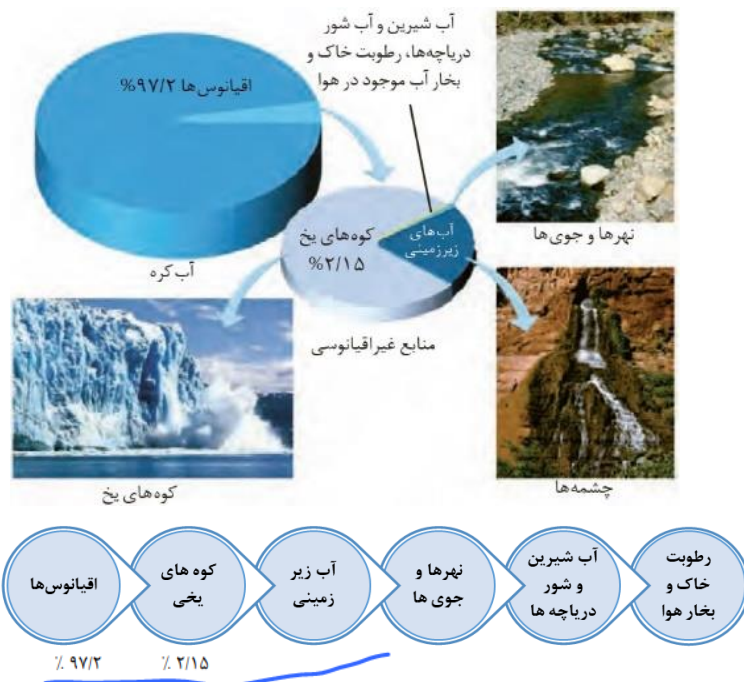 آب شیرین و آب شور
دریاچه‌ها، رطوبت خاک و
بخار آب موجود در هوا
اقیانوس‌ها ۹۷/۲%
آب کره
کوه‌های یخ
۲/۱۵%
آب‌های
زیرزمینی
منابع غیراقیانوسی
نهرها و جوی‌ها
کوه‌های یخ
چشمه‌ها
اقیانوس‌ها
کوه های
یخی
آب زیر
زمینی
نهرها و
جوی ها
آب شیرین
و شور
دریاچه ها
رطوبت
خاک و
بخار هوا
٪ ۹۷/۲
٪ ۲/۱۵